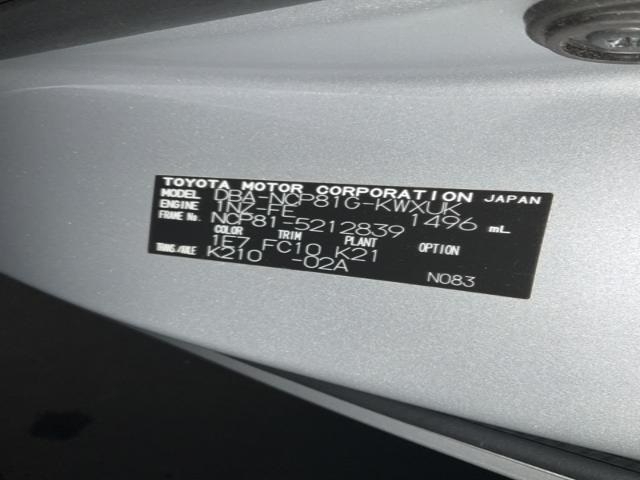 TOYOTA MOTOR CORPORATION JAPAN
MODEL DBA-NCP81G-KWXUK
ENGINE 1NZ-FE 1496 mL
FRAME No. NCP81-5212839
COLOR TRIM PLANT OPTION
1E7 FC10 K21
TRANS./AXLE K210 -02A
N083